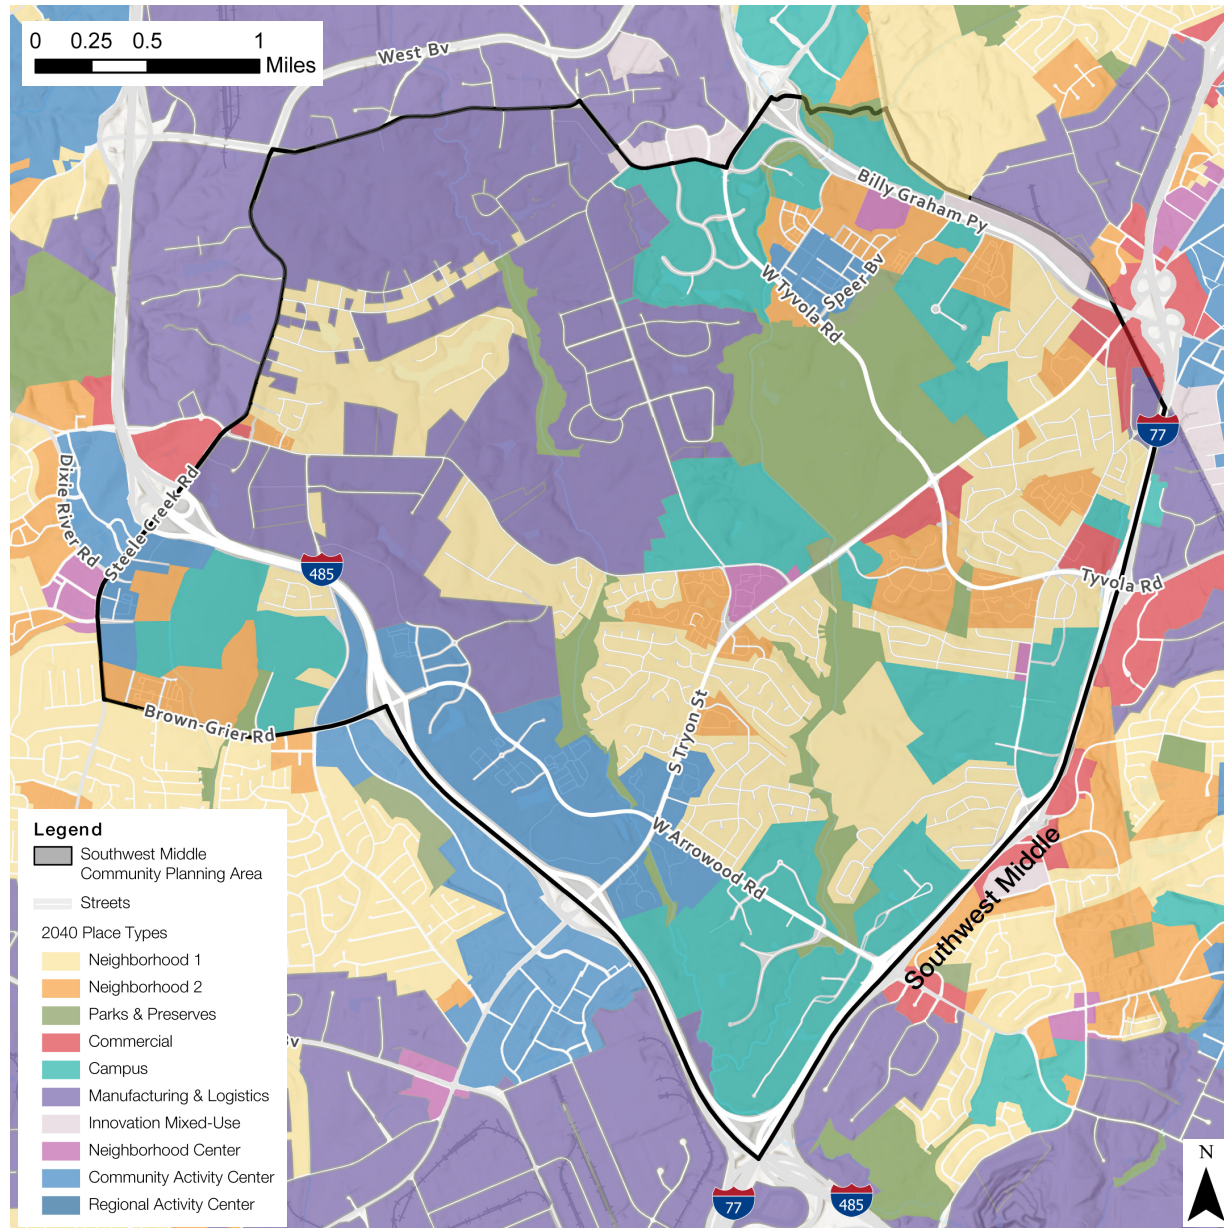 0 0.25 0.5 1
Miles
West Bv
Billy Graham Py
W Tyvola Rd
Speer Bv
77
Dixie River Rd
Steele Creek Rd
485
Tyvola Rd
Brown-Grier Rd
S Tryon St
W Arrowood Rd
Southwest Middle
Legend
Southwest Middle
Community Planning Area
Streets
2040 Place Types
Neighborhood 1
Neighborhood 2
Parks & Preserves
Commercial
Campus
Manufacturing & Logistics
Innovation Mixed-Use
Neighborhood Center
Community Activity Center
Regional Activity Center
v
77
485
N